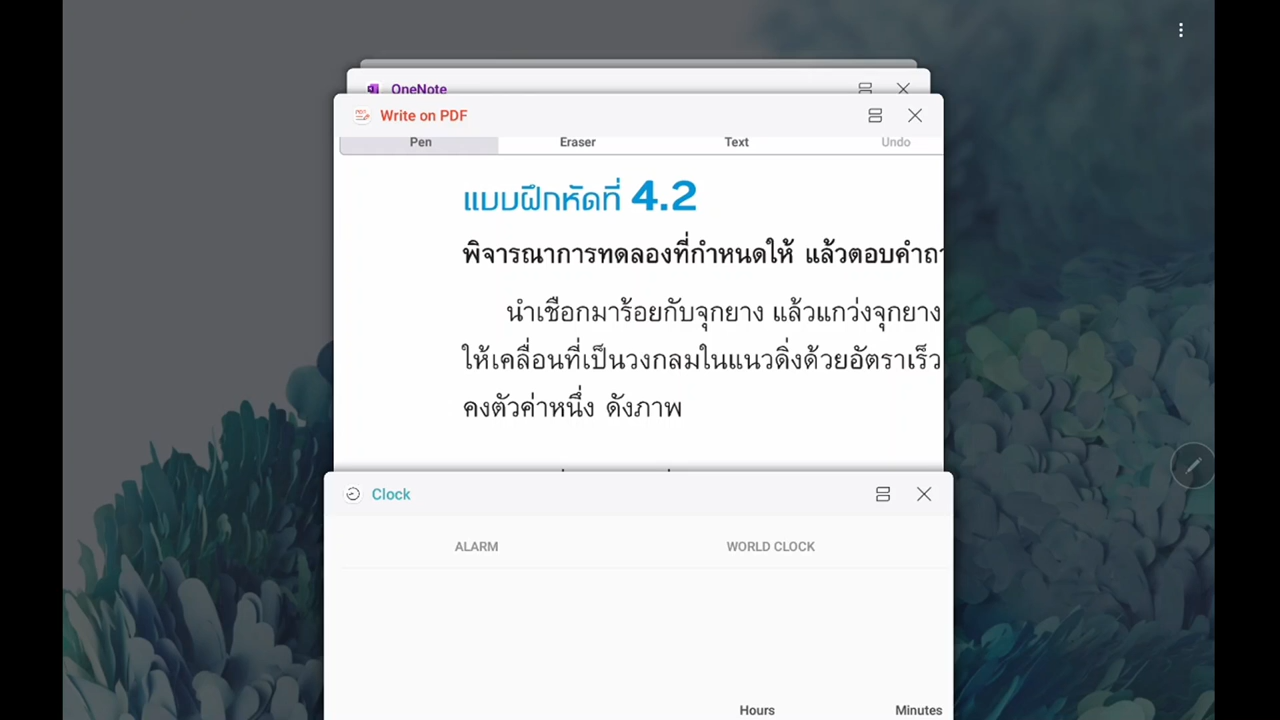 OneNote
Write on PDF
Pen Eraser Text Undo
แบบฝึกหัดที่ 4.2
พิจารณาการทดลองที่กำหนดให้ แล้วตอบคำถา
นำเชือกมาร้อยกับจุกยาง แล้วแกว่งจุกยาง
ให้เคลื่อนที่เป็นวงกลมในแนวดิ่งด้วยอัตราเร็ว
คงตัวค่าหนึ่ง ดังภาพ
Clock
ALARM WORLD CLOCK
Hours Minutes